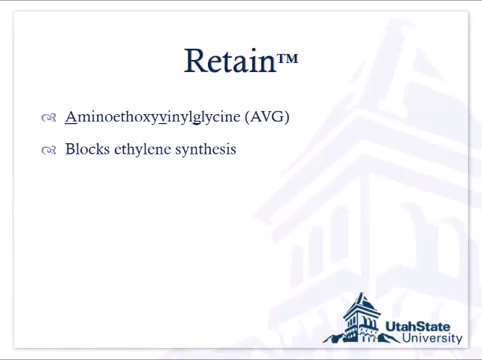 Retain™
Aminoethoxyvinylglycine (AVG)
Blocks ethylene synthesis
UtahState
University